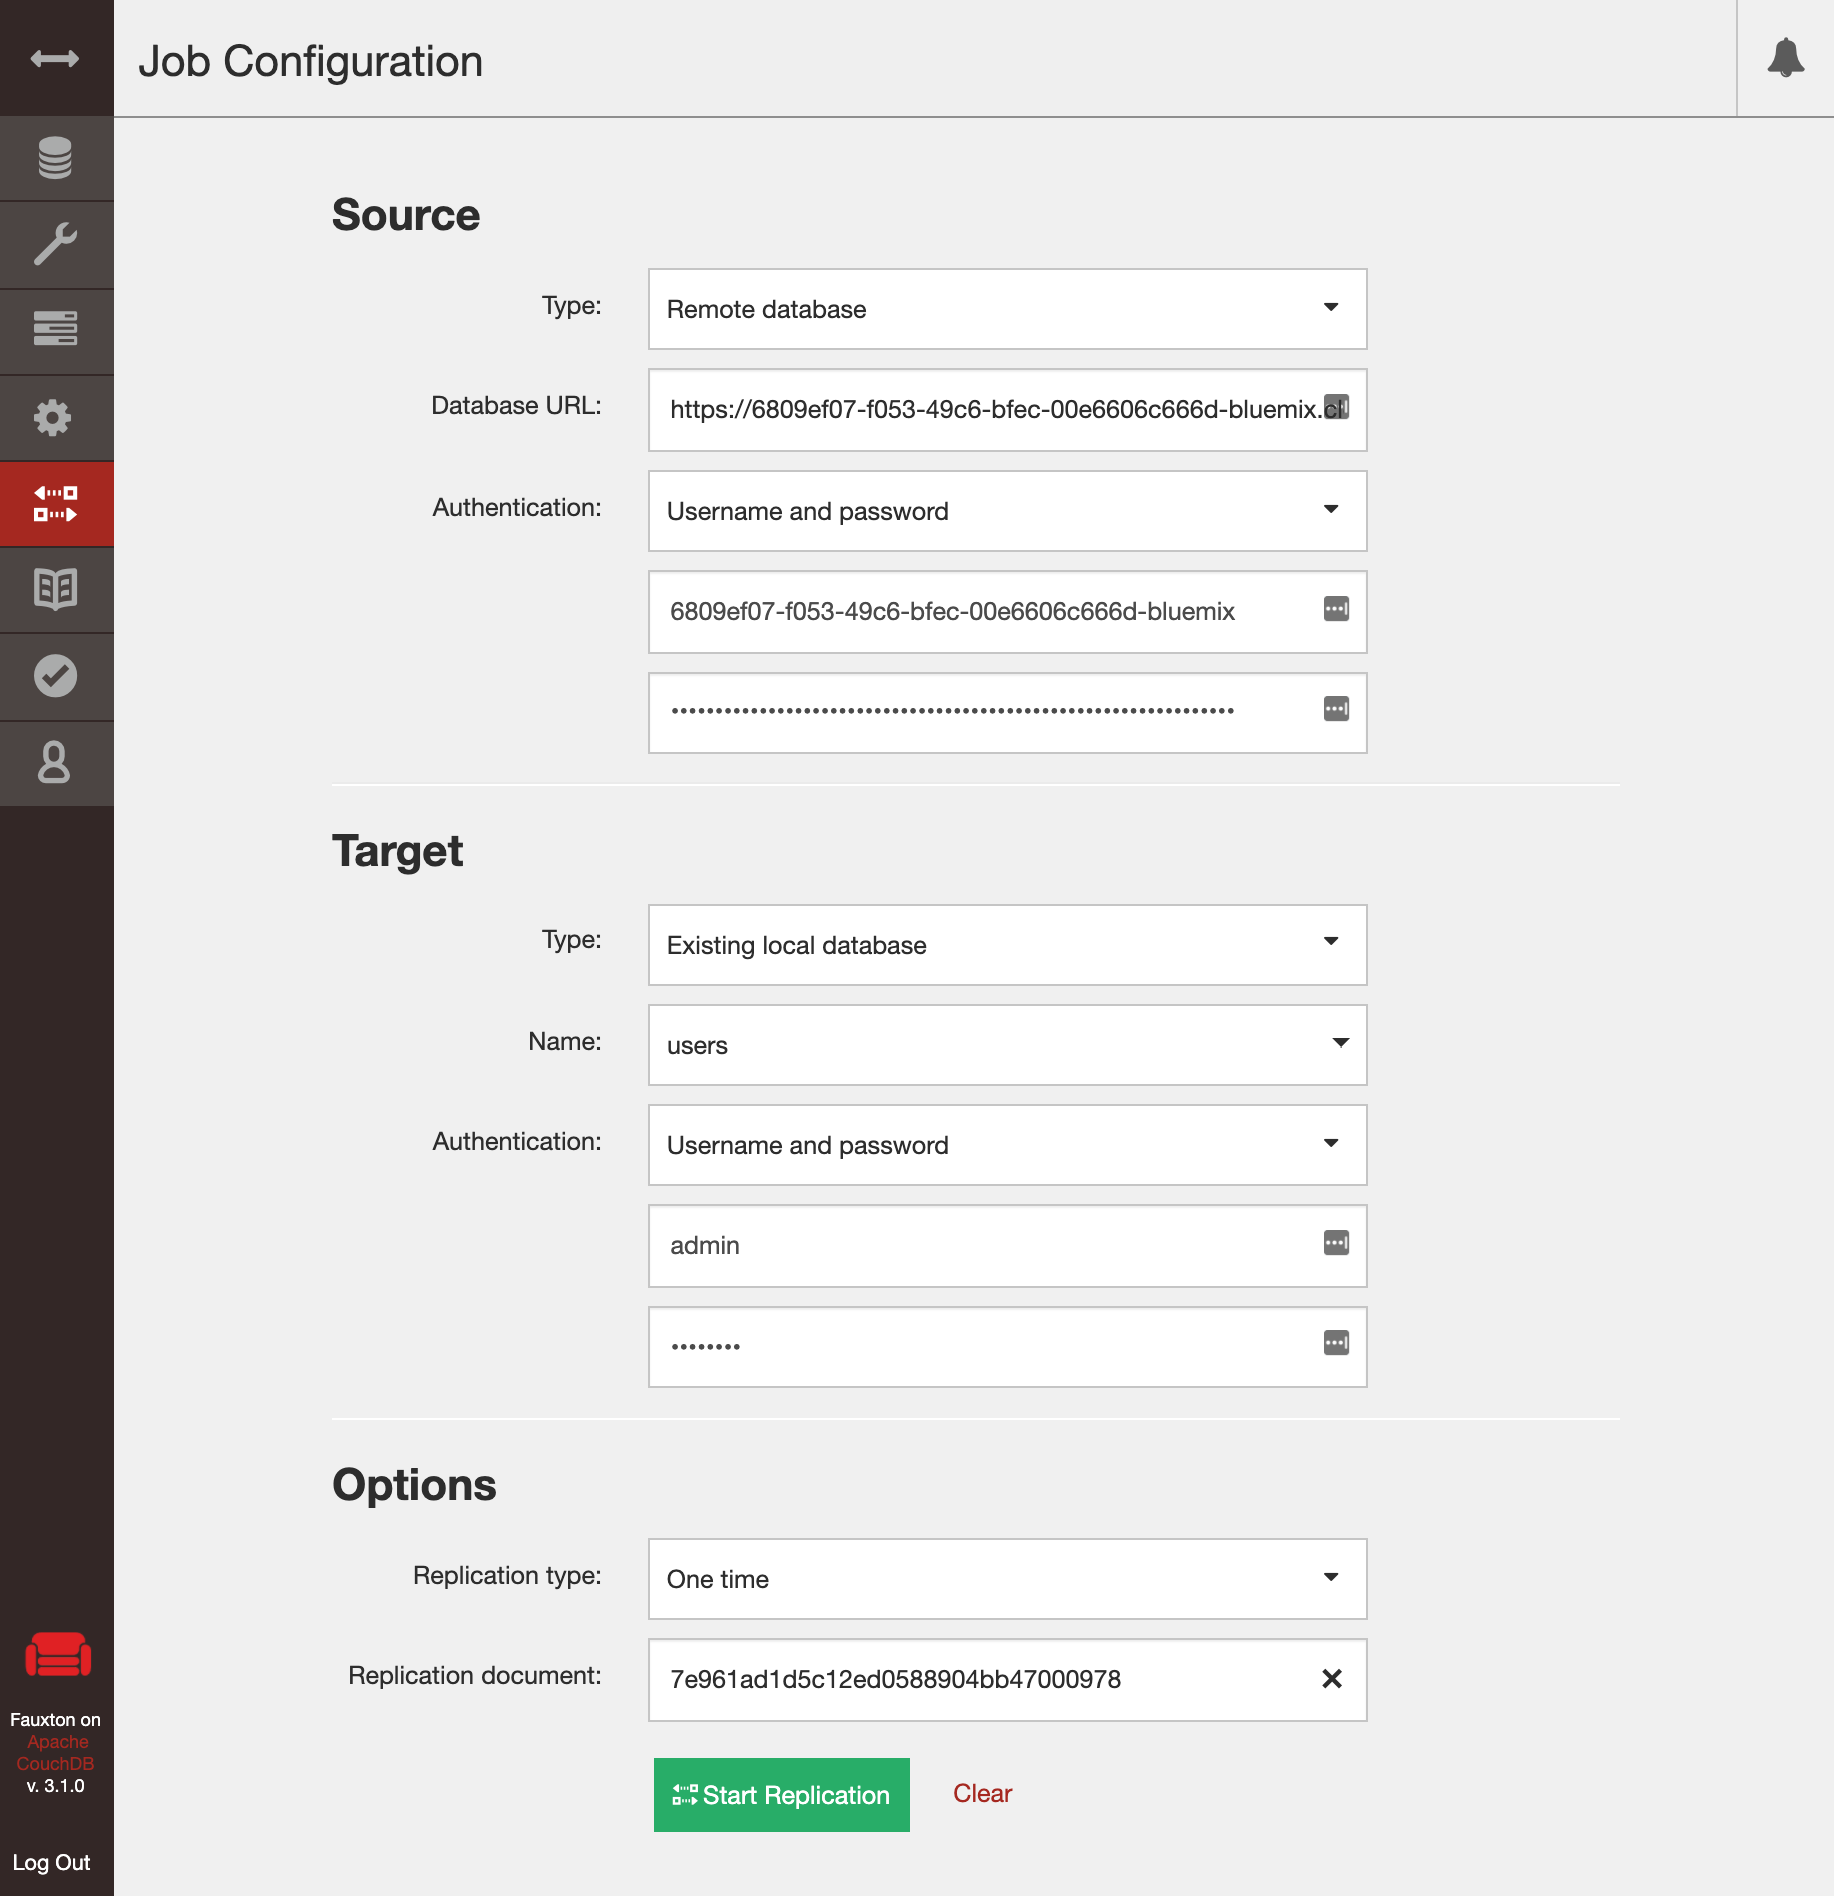 Job Configuration
Source
Type:
Remote database
Database URL:
https://6809ef07-f053-49c6-bfec-00e6606c666d-bluemix.cl
Authentication:
Username and password
6809ef07-f053-49c6-bfec-00e6606c666d-bluemix
Target
Type:
Existing local database
Name:
users
Authentication:
Username and password
admin
Options
Replication type:
One time
Replication document:
7e961ad1d5c12ed0588904bb47000978
Start Replication
Clear
Fauxton on
Apache
CouchDB
v. 3.1.0
Log Out